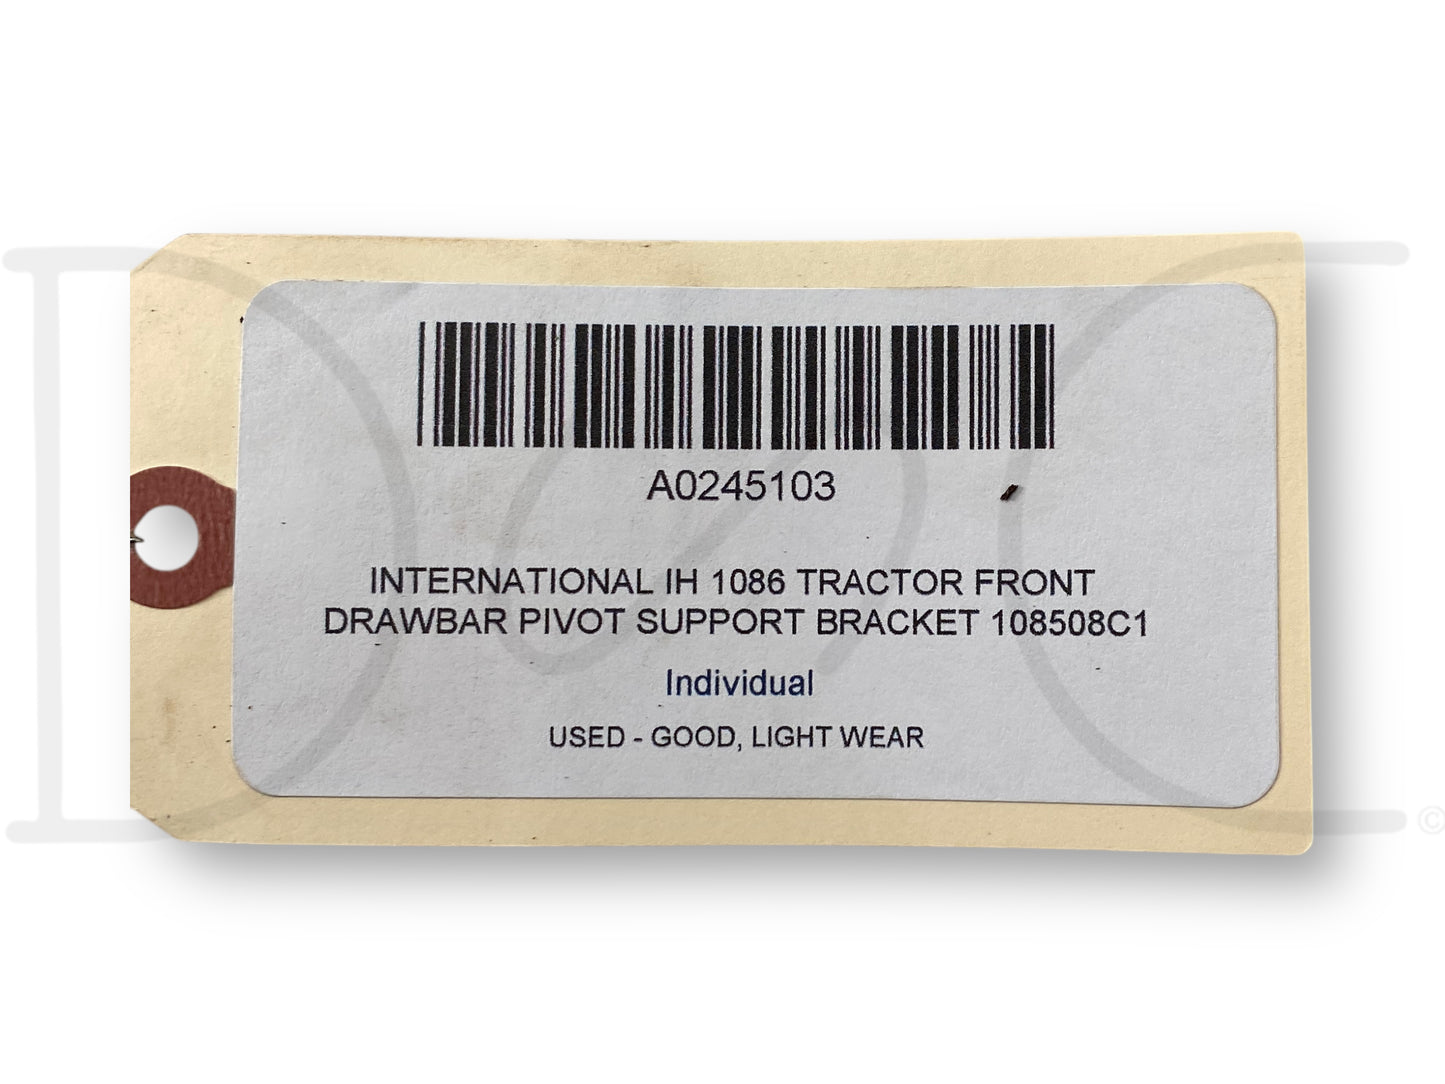 A0245103
INTERNATIONAL IH 1086 TRACTOR FRONT
DRAWBAR PIVOT SUPPORT BRACKET 108508C1
Individual
USED - GOOD, LIGHT WEAR
©